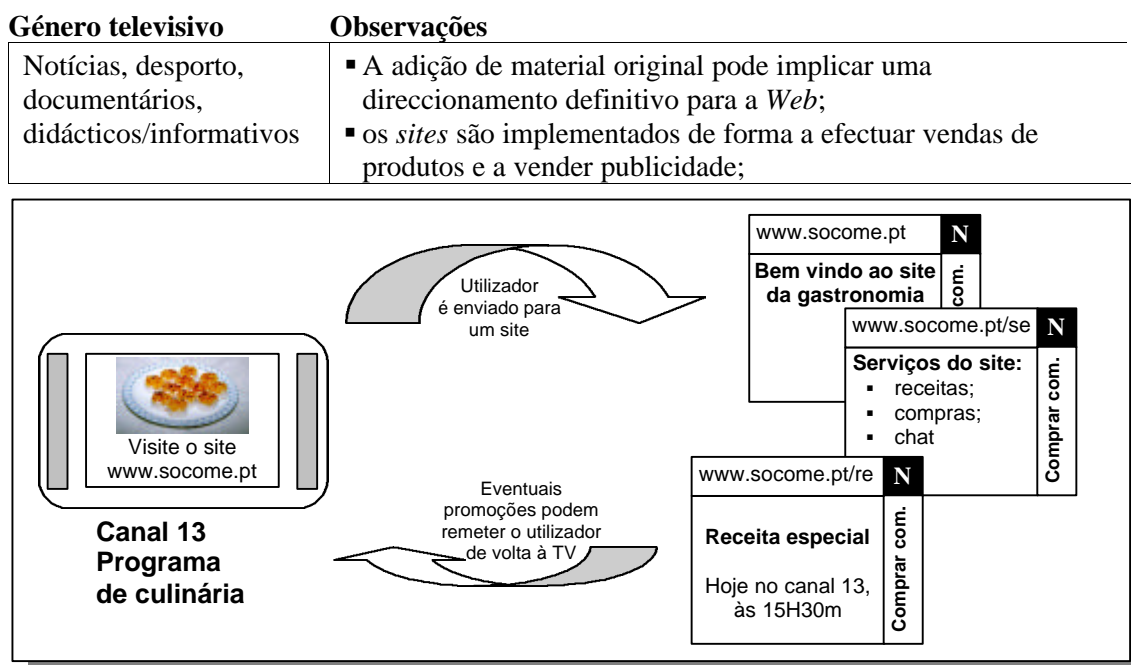 Género televisivo
Observações
Notícias, desporto,
documentários,
didácticos/informativos
▪ A adição de material original pode implicar uma
direccionamento definitivo para a Web;
▪ os sites são implementados de forma a efectuar vendas de
produtos e a vender publicidade;
Visite o site
www.socome.pt
Canal 13
Programa
de culinária
Utilizador
é enviado para
um site
www.socome.pt
N
Bem vindo ao site
da gastronomia
com.
www.socome.pt/se
N
Serviços do site:
▪ receitas;
▪ compras;
▪ chat
Comprar com.
www.socome.pt/re
N
Receita especial
Hoje no canal 13,
às 15H30m
Comprar com.
Eventuais
promoções podem
remeter o utilizador
de volta à TV